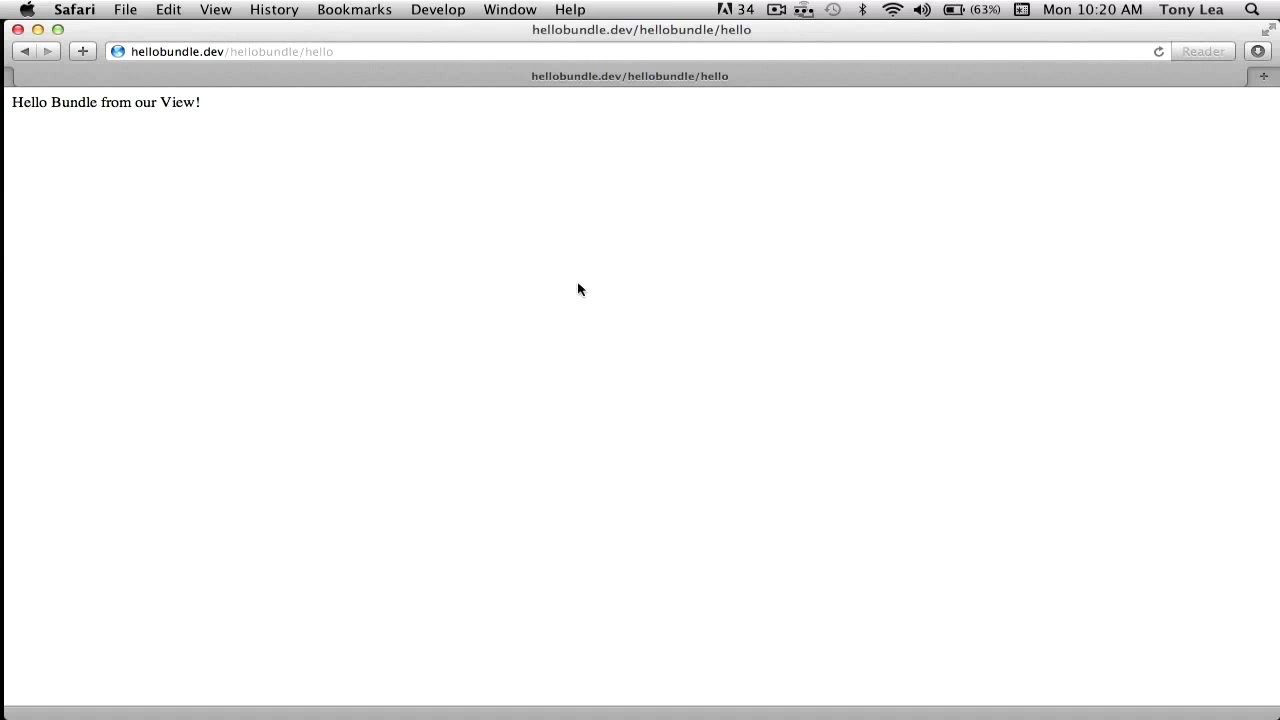 Safari File Edit View History Bookmarks Develop Window Help 34 (63%) Mon 10:20 AM Tony Lea
hellobundle.dev/hellobundle/hello
hellobundle.dev/hellobundle/hello Reader
hellobundle.dev/hellobundle/hello
Hello Bundle from our View!